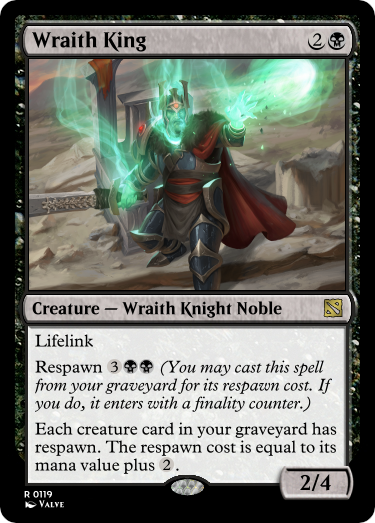 Wraith King 2
Creature — Wraith Knight Noble
Lifelink
Respawn 3 (You may cast this spell
from your graveyard for its respawn cost. If
you do, it enters with a finality counter.)
Each creature card in your graveyard has
respawn. The respawn cost is equal to its
mana value plus 2.
2/4
R 0119
Valve